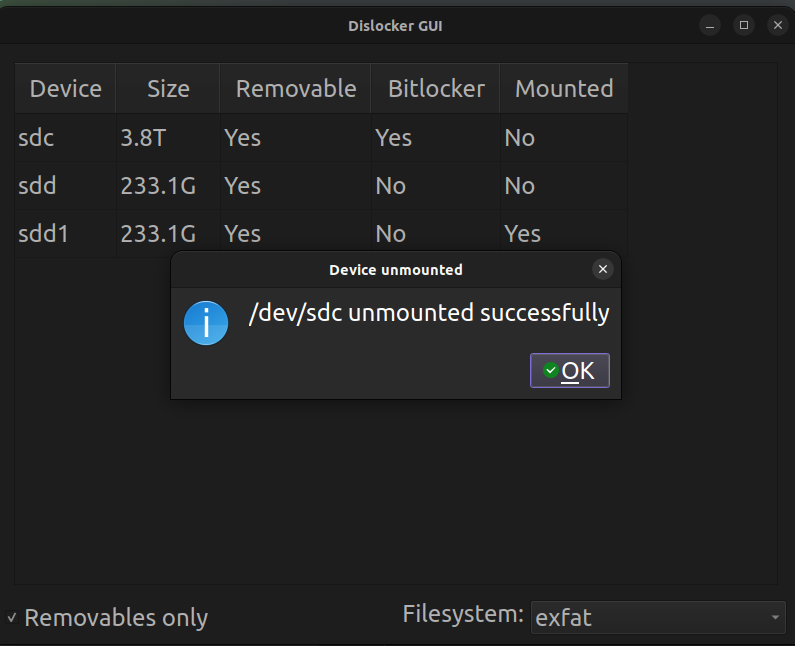 Dislocker GUI
Device Size Removable Bitlocker Mounted
sdc 3.8T Yes Yes No
sdd 233.1G Yes No No
sdd1 233.1G Yes No Yes
Device unmounted
/dev/sdc unmounted successfully
OK
Removables only Filesystem: exfat